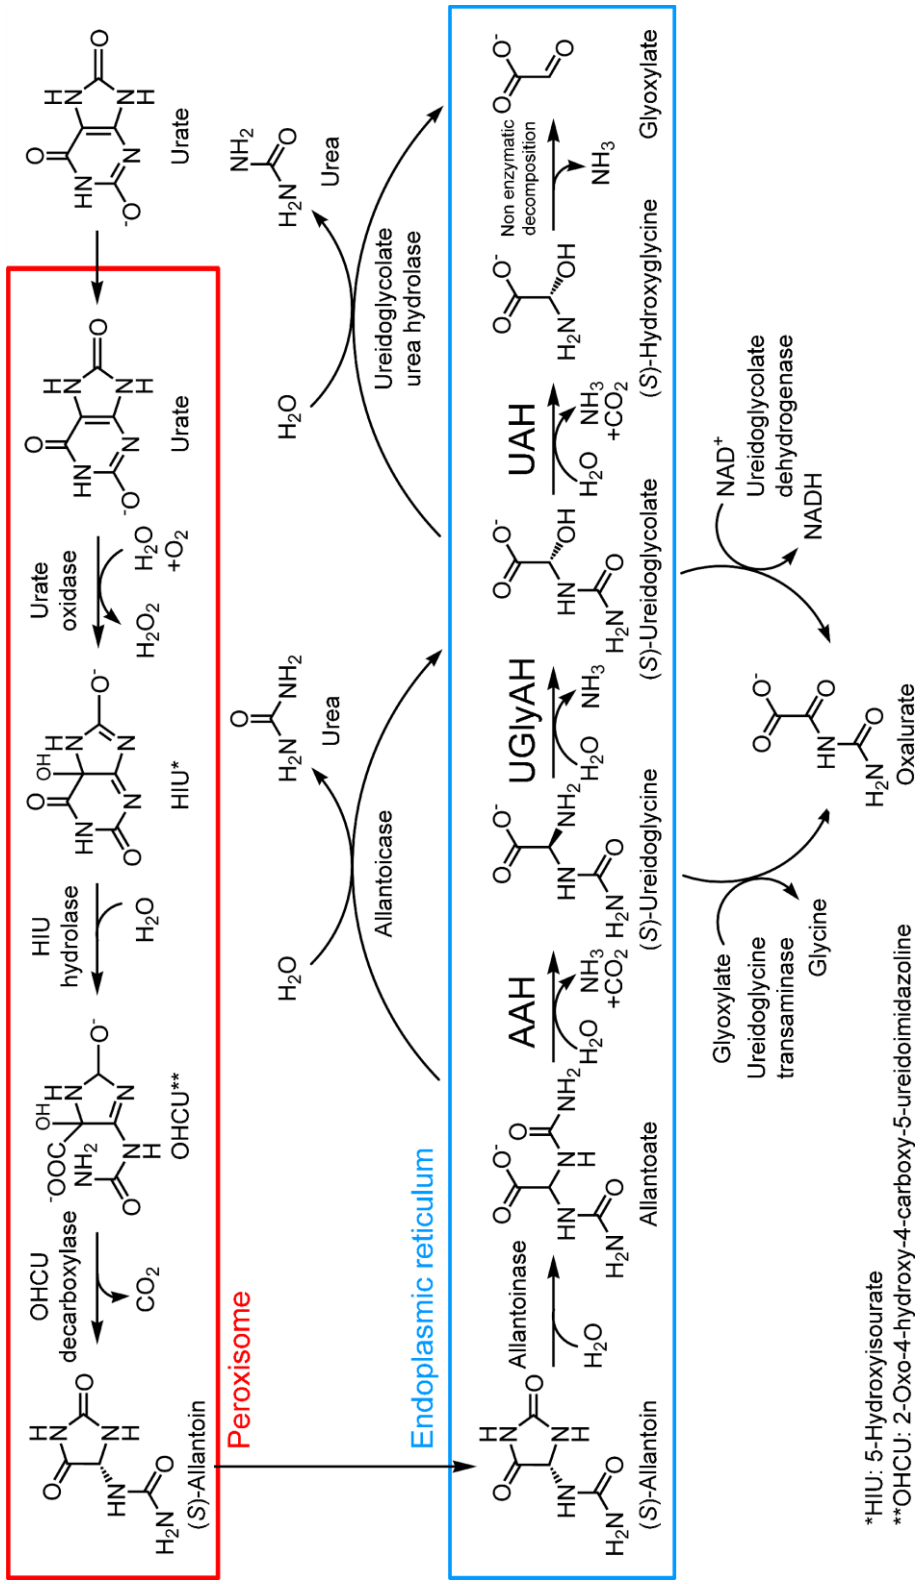 OHCU
decarboxylase
CO2
HIU
hydrolase
H2O
Urate
oxidase
H2O
+O2
H2O2
(S)-Allantoin
OHCU**
HIU*
Urate
Urate
Peroxisome
H2O
Allantoicase
Urea
H2O
Ureidoglycolate
urea hydrolase
Urea
Endoplasmic reticulum
Allantoinase
H2O
AAH
H2O
NH3
+CO2
UGlyAH
H2O
NH3
UAH
H2O
NH3
+CO2
Non enzymatic
decomposition
NH3
(S)-Allantoin
Allantoate
(S)-Ureidoglycine
(S)-Ureidoglycolate
(S)-Hydroxyglycine
Glyoxylate
Glyoxylate
Ureidoglycine
transaminase
Glycine
NAD+
Ureidoglycolate
dehydrogenase
NADH
Oxalurate
*HIU: 5-Hydroxyisourate
**OHCU: 2-Oxo-4-hydroxy-4-carboxy-5-ureidoimidazoline